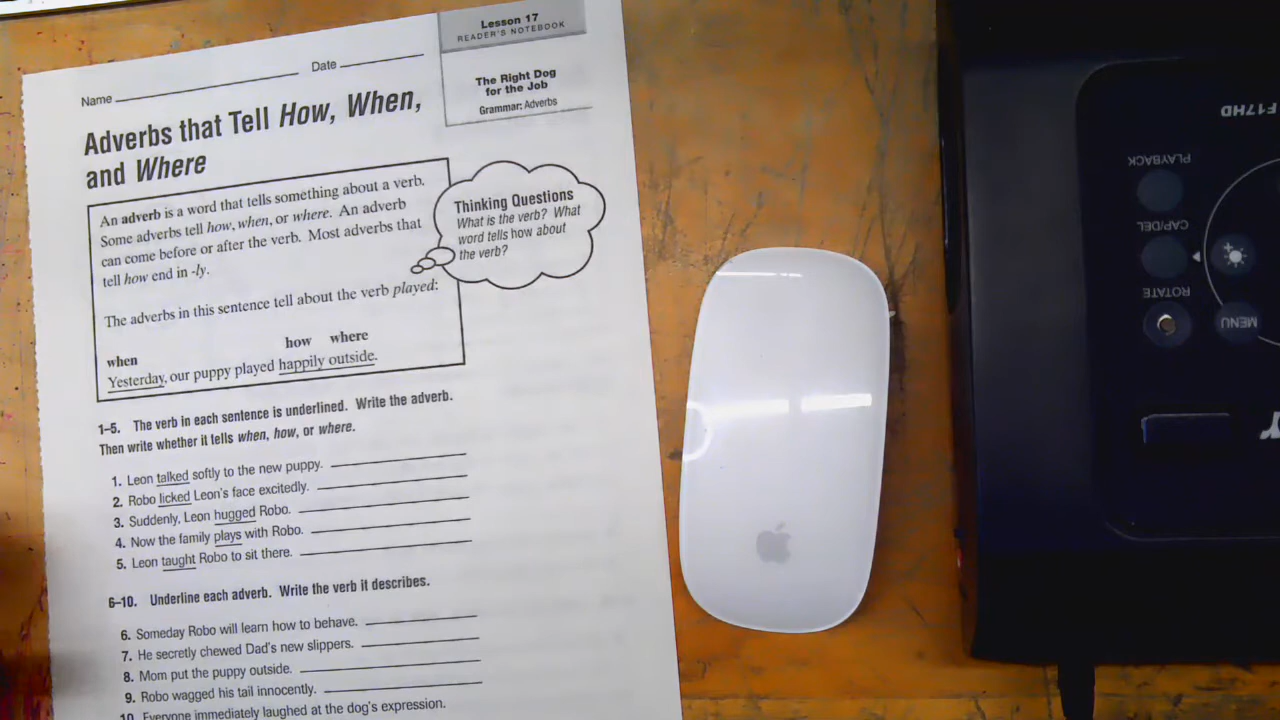 Lesson 17
READER'S NOTEBOOK
Name
Date
The Right Dog
for the Job
Grammar: Adverbs
Adverbs that Tell How, When,
and Where
An adverb is a word that tells something about a verb.
Some adverbs tell how, when, or where. An adverb
can come before or after the verb. Most adverbs that
tell how end in -ly.
The adverbs in this sentence tell about the verb played:
how where
when
Yesterday, our puppy played happily outside.
Thinking Questions
What is the verb? What
word tells how about
the verb?
1–5. The verb in each sentence is underlined. Write the adverb.
Then write whether it tells when, how, or where.
1. Leon talked softly to the new puppy.
2. Robo licked Leon's face excitedly.
3. Suddenly, Leon hugged Robo.
4. Now the family plays with Robo.
5. Leon taught Robo to sit there.
6–10. Underline each adverb. Write the verb it describes.
6. Someday Robo will learn how to behave.
7. He secretly chewed Dad's new slippers.
8. Mom put the puppy outside.
9. Robo wagged his tail innocently.
10. Everyone immediately laughed at the dog's expression.
F17HD
PLAYBACK
CAP/DEL
ROTATE
MENU